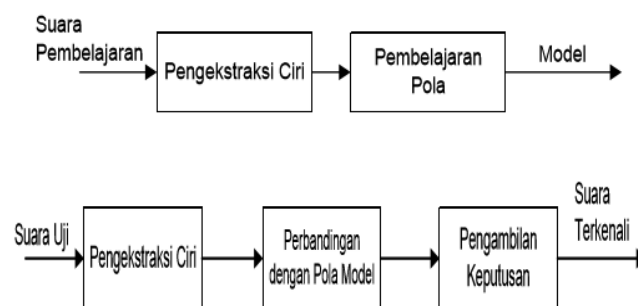 Suara
Pembelajaran
Pengekstraksi Ciri
Pembelajaran
Pola
Model
Suara Uji
Pengekstraksi Ciri
Perbandingan
dengan Pola Model
Pengambilan
Keputusan
Suara
Terkenali